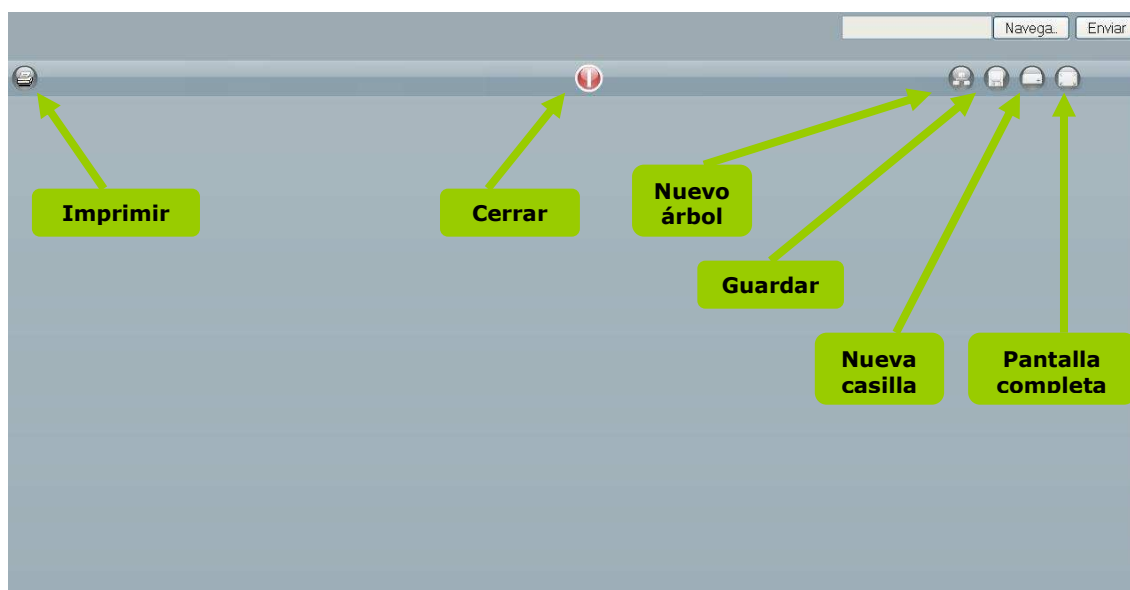 Navega..
Enviar
Imprimir
Cerrar
Nuevo
árbol
Guardar
Nueva
casilla
Pantalla
completa